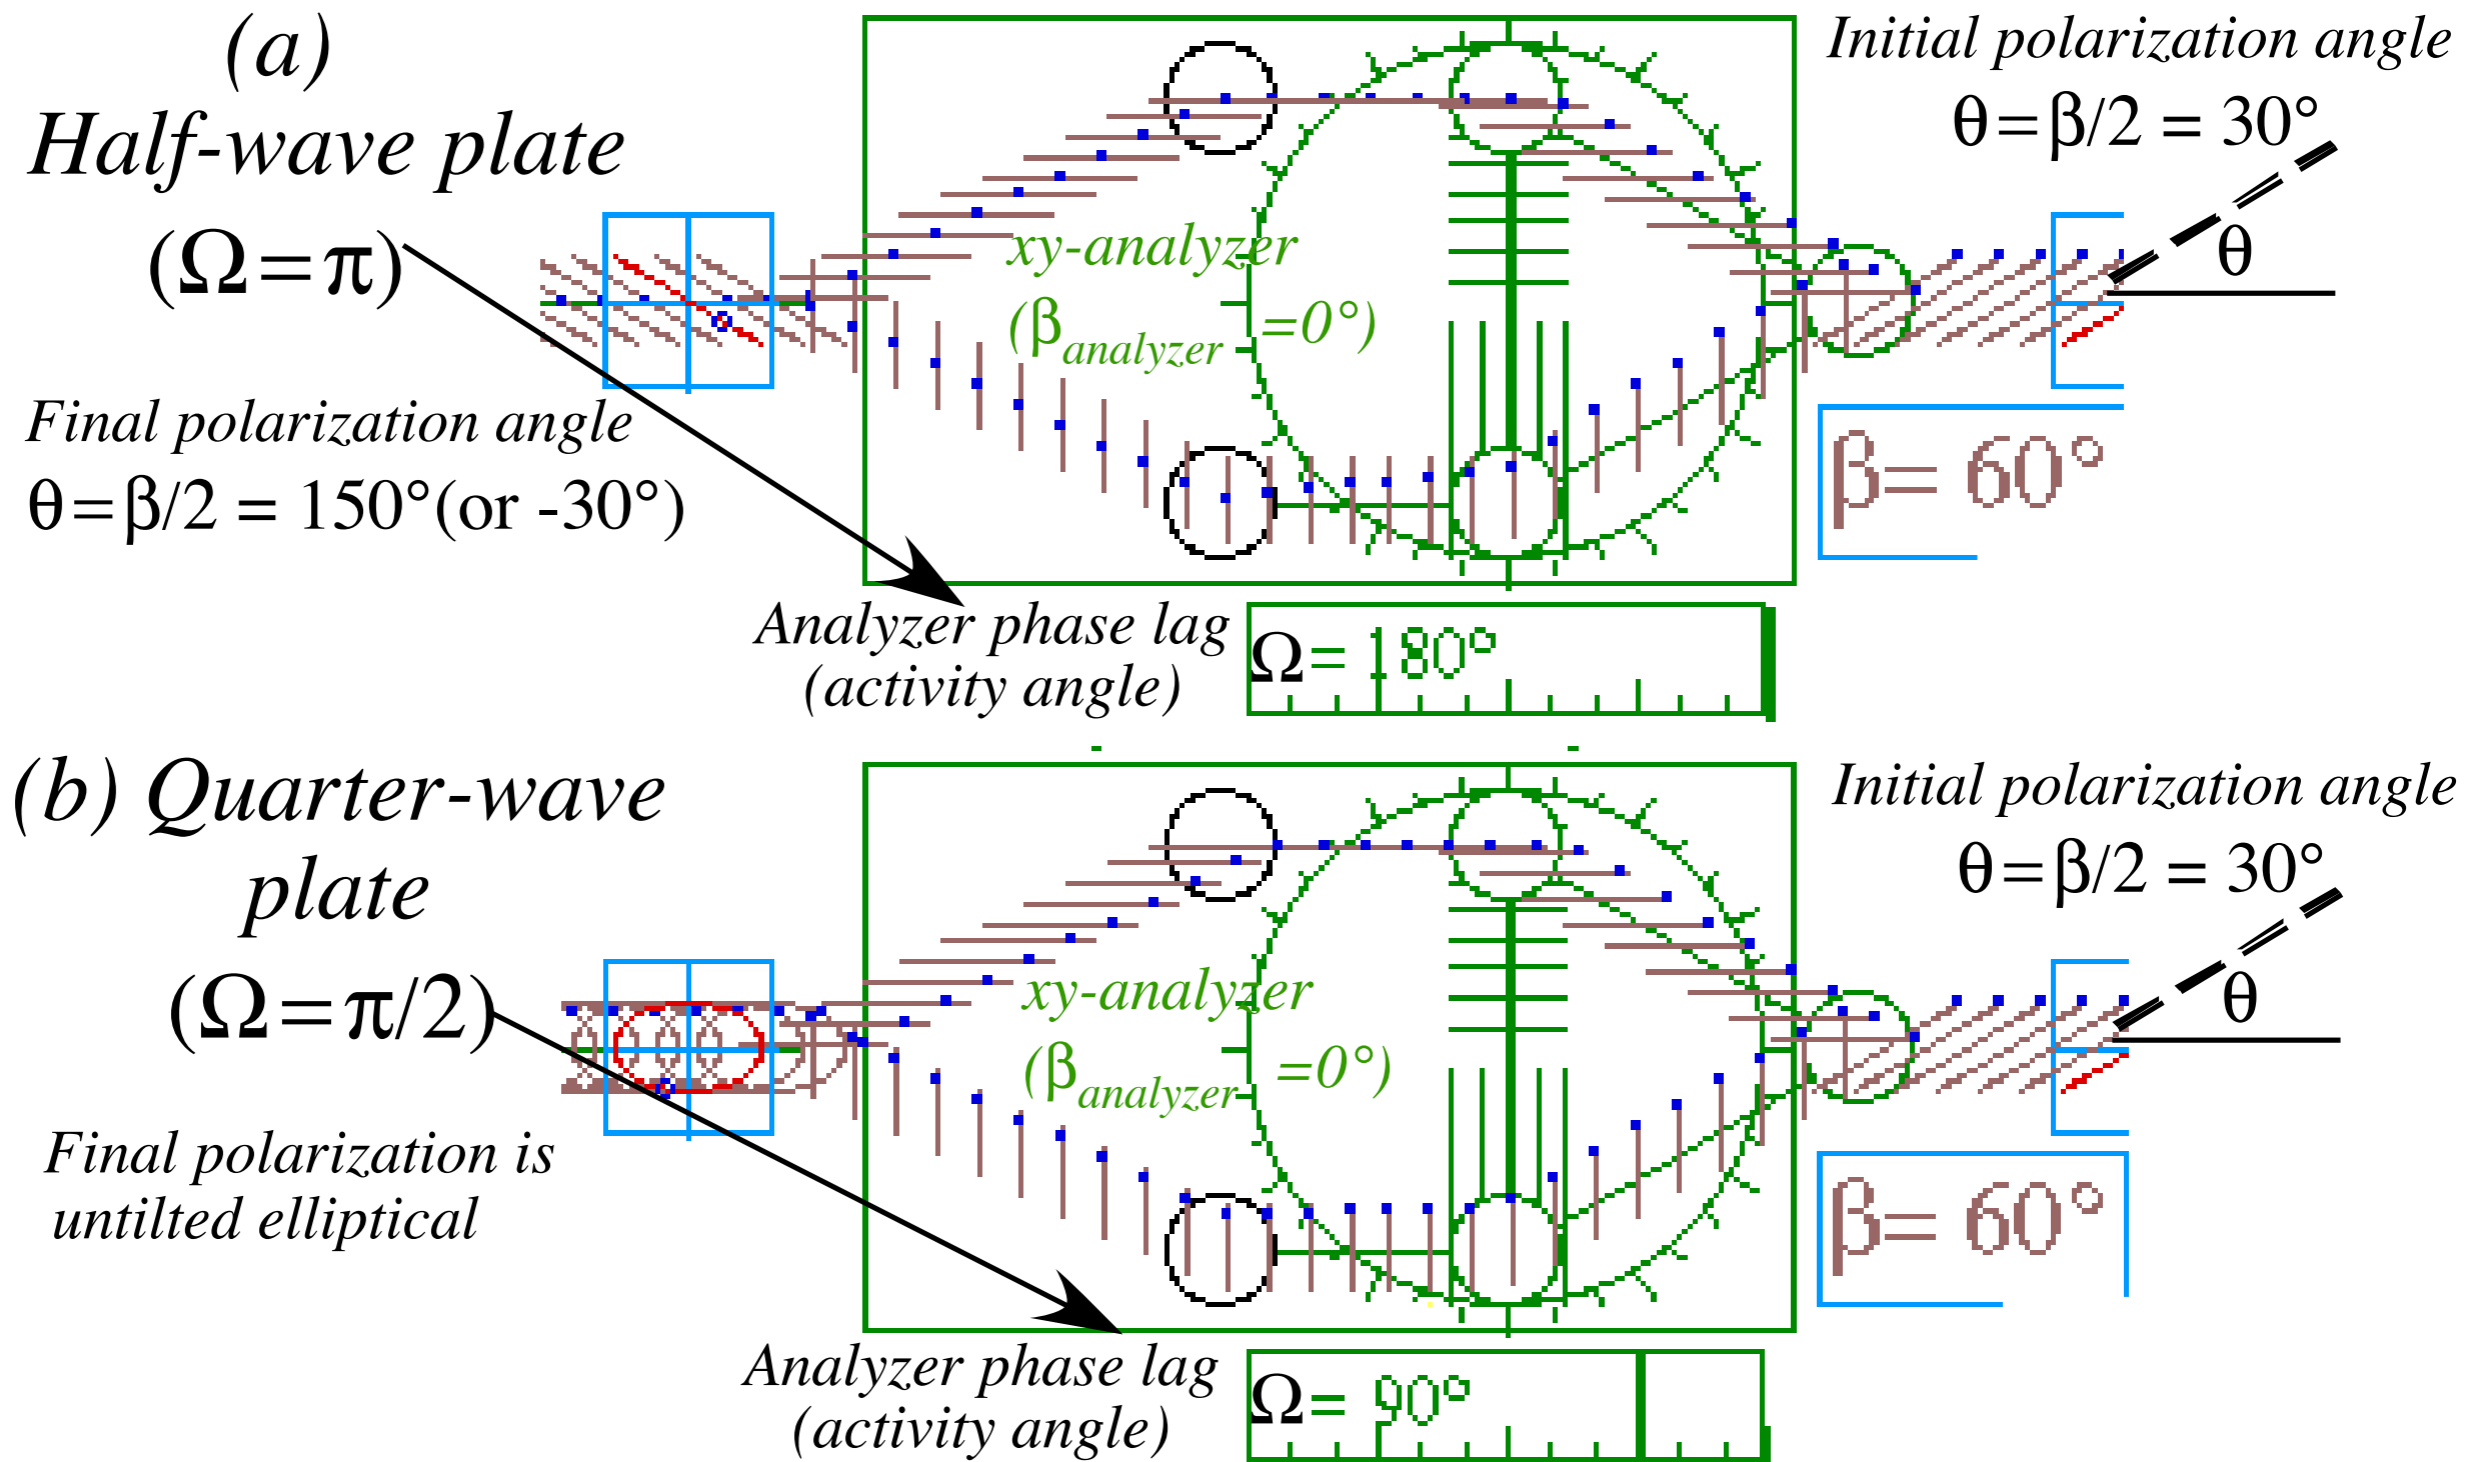 (a)
Half-wave plate
(Ω=π)
Final polarization angle
θ=β/2 = 150°(or -30°)
xy-analyzer
(βanalyzer =0°)
Initial polarization angle
θ=β/2 = 30°
θ
β= 60°
Analyzer phase lag
(activity angle)
Ω= 180°
(b) Quarter-wave
plate
(Ω=π/2)
Final polarization is
untilted elliptical
xy-analyzer
(βanalyzer =0°)
Initial polarization angle
θ=β/2 = 30°
θ
β= 60°
Analyzer phase lag
(activity angle)
Ω= 90°